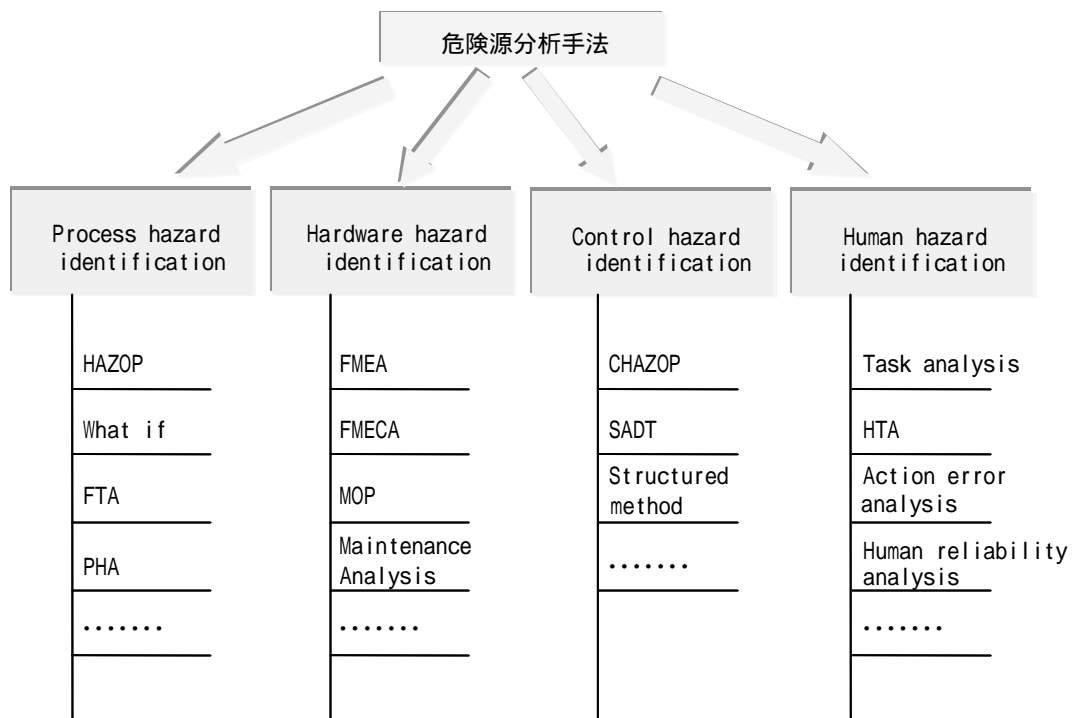 危険源分析手法
Process hazard
identification
HAZOP
What if
FTA
PHA
.......
Hardware hazard
identification
FMEA
FMECA
MOP
Maintenance
Analysis
.......
Control hazard
identification
CHAZOP
SADT
Structured
method
.......
Human hazard
identification
Task analysis
HTA
Action error
analysis
Human reliability
analysis
.......